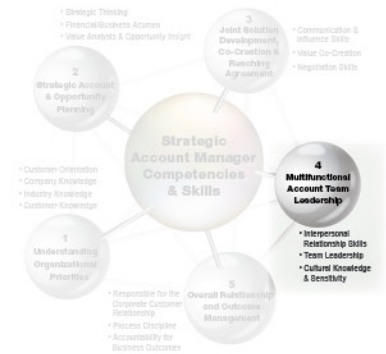 • Strategic Thinking
• Financial/Business Acumen
• Value Analysis & Opportunity Insight
2
Strategic Account
& Opportunity
Planning
3
Joint Solution
Development,
Co-Creation &
Reaching
Agreement
• Communication &
Influence Skills
• Value Co-Creation
• Negotiation Skills
Strategic
Account Manager
Competencies
& Skills
4
Multifunctional
Account Team
Leadership
• Interpersonal
Relationship Skills
• Team Leadership
• Cultural Knowledge
& Sensitivity
• Customer Orientation
• Company Knowledge
• Industry Knowledge
• Customer Knowledge
1
Understanding
Organizational
Priorities
5
Overall Relationship
and Outcome
Management
• Responsible for the
Corporate Customer
Relationship
• Process Discipline
• Accountability for
Business Outcomes